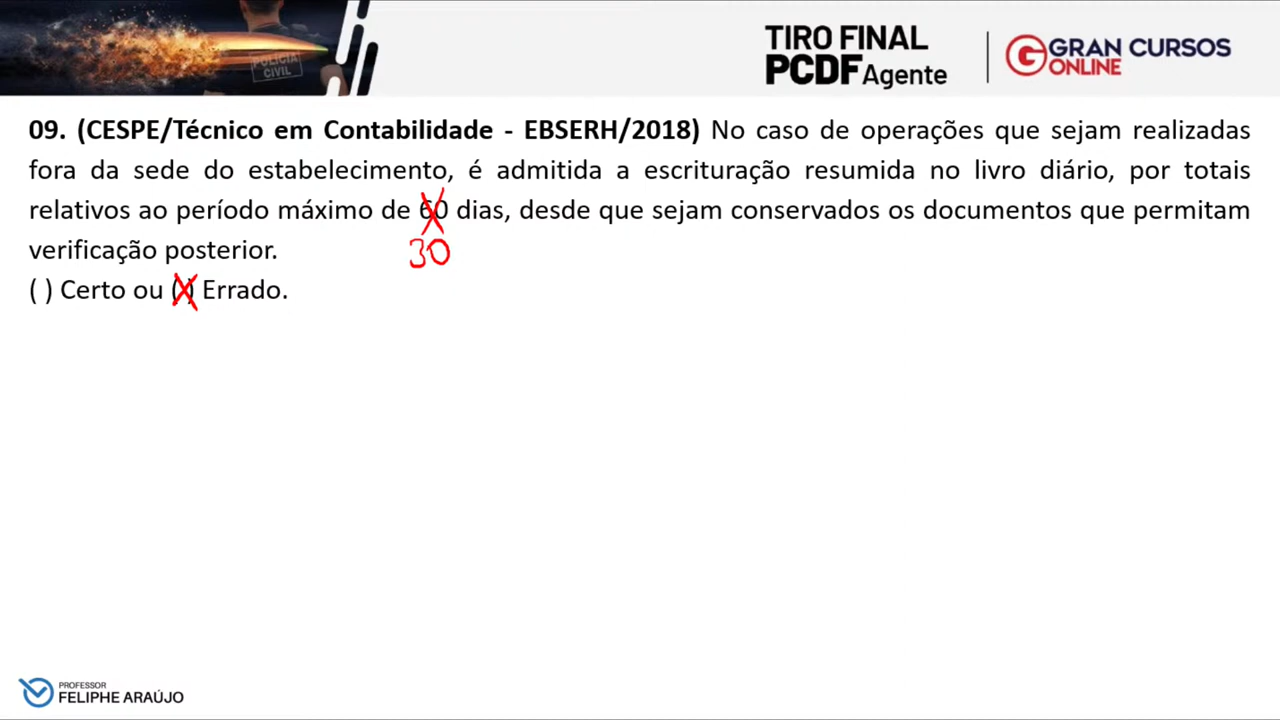 POLÍCIA
CIVIL
TIRO FINAL
PCDF Agente
GRAN CURSOS
ONLINE
09. (CESPE/Técnico em Contabilidade - EBSERH/2018) No caso de operações que sejam realizadas
fora da sede do estabelecimento, é admitida a escrituração resumida no livro diário, por totais
relativos ao período máximo de 60 dias, desde que sejam conservados os documentos que permitam
verificação posterior.
30
( ) Certo ou (X) Errado.
PROFESSOR
FELIPHE ARAÚJO